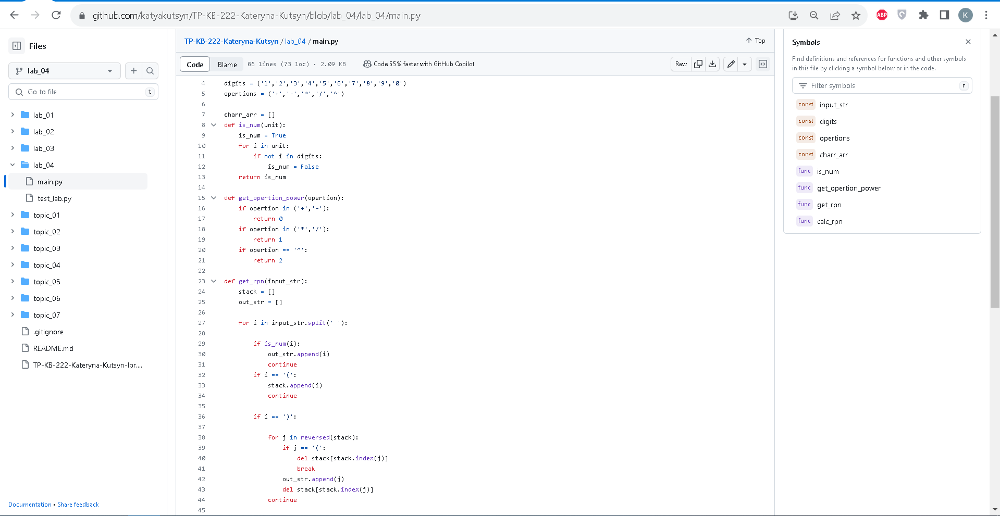 github.com/katyakutsyn/TP-KB-222-Kateryna-Kutsyn/blob/lab_04/lab_04/main.py
ABP
K
Files
lab_04
Go to file
t
lab_01
lab_02
lab_03
lab_04
main.py
test_lab.py
topic_01
topic_02
topic_03
topic_04
topic_05
topic_06
topic_07
.gitignore
README.md
TP-KB-222-Kateryna-Kutsyn-lpr....
Documentation • Share feedback
TP-KB-222-Kateryna-Kutsyn / lab_04 / main.py
Top
Code Blame 86 lines (73 loc) · 2.09 KB Code 55% faster with GitHub Copilot
Raw
4 digits = ('1','2','3','4','5','6','7','8','9','0')
5 opertions = ('+','-','*','/','^')
6
7 charr_arr = []
8 def is_num(unit):
9 is_num = True
10 for i in unit:
11 if not i in digits:
12 is_num = False
13 return is_num
14
15 def get_opertion_power(opertion):
16 if opertion in ('+','-'):
17 return 0
18 if opertion in ('*','/'):
19 return 1
20 if opertion == '^':
21 return 2
22
23 def get_rpn(input_str):
24 stack = []
25 out_str = []
26
27 for i in input_str.split(' '):
28
29 if is_num(i):
30 out_str.append(i)
31 continue
32 if i == '(':
33 stack.append(i)
34 continue
35
36 if i == ')':
37
38 for j in reversed(stack):
39 if j == '(':
40 del stack[stack.index(j)]
41 break
42 out_str.append(j)
43 del stack[stack.index(j)]
44 continue
45
Symbols
Find definitions and references for functions and other symbols
in this file by clicking a symbol below or in the code.
Filter symbols
r
const input_str
const digits
const opertions
const charr_arr
func is_num
func get_opertion_power
func get_rpn
func calc_rpn